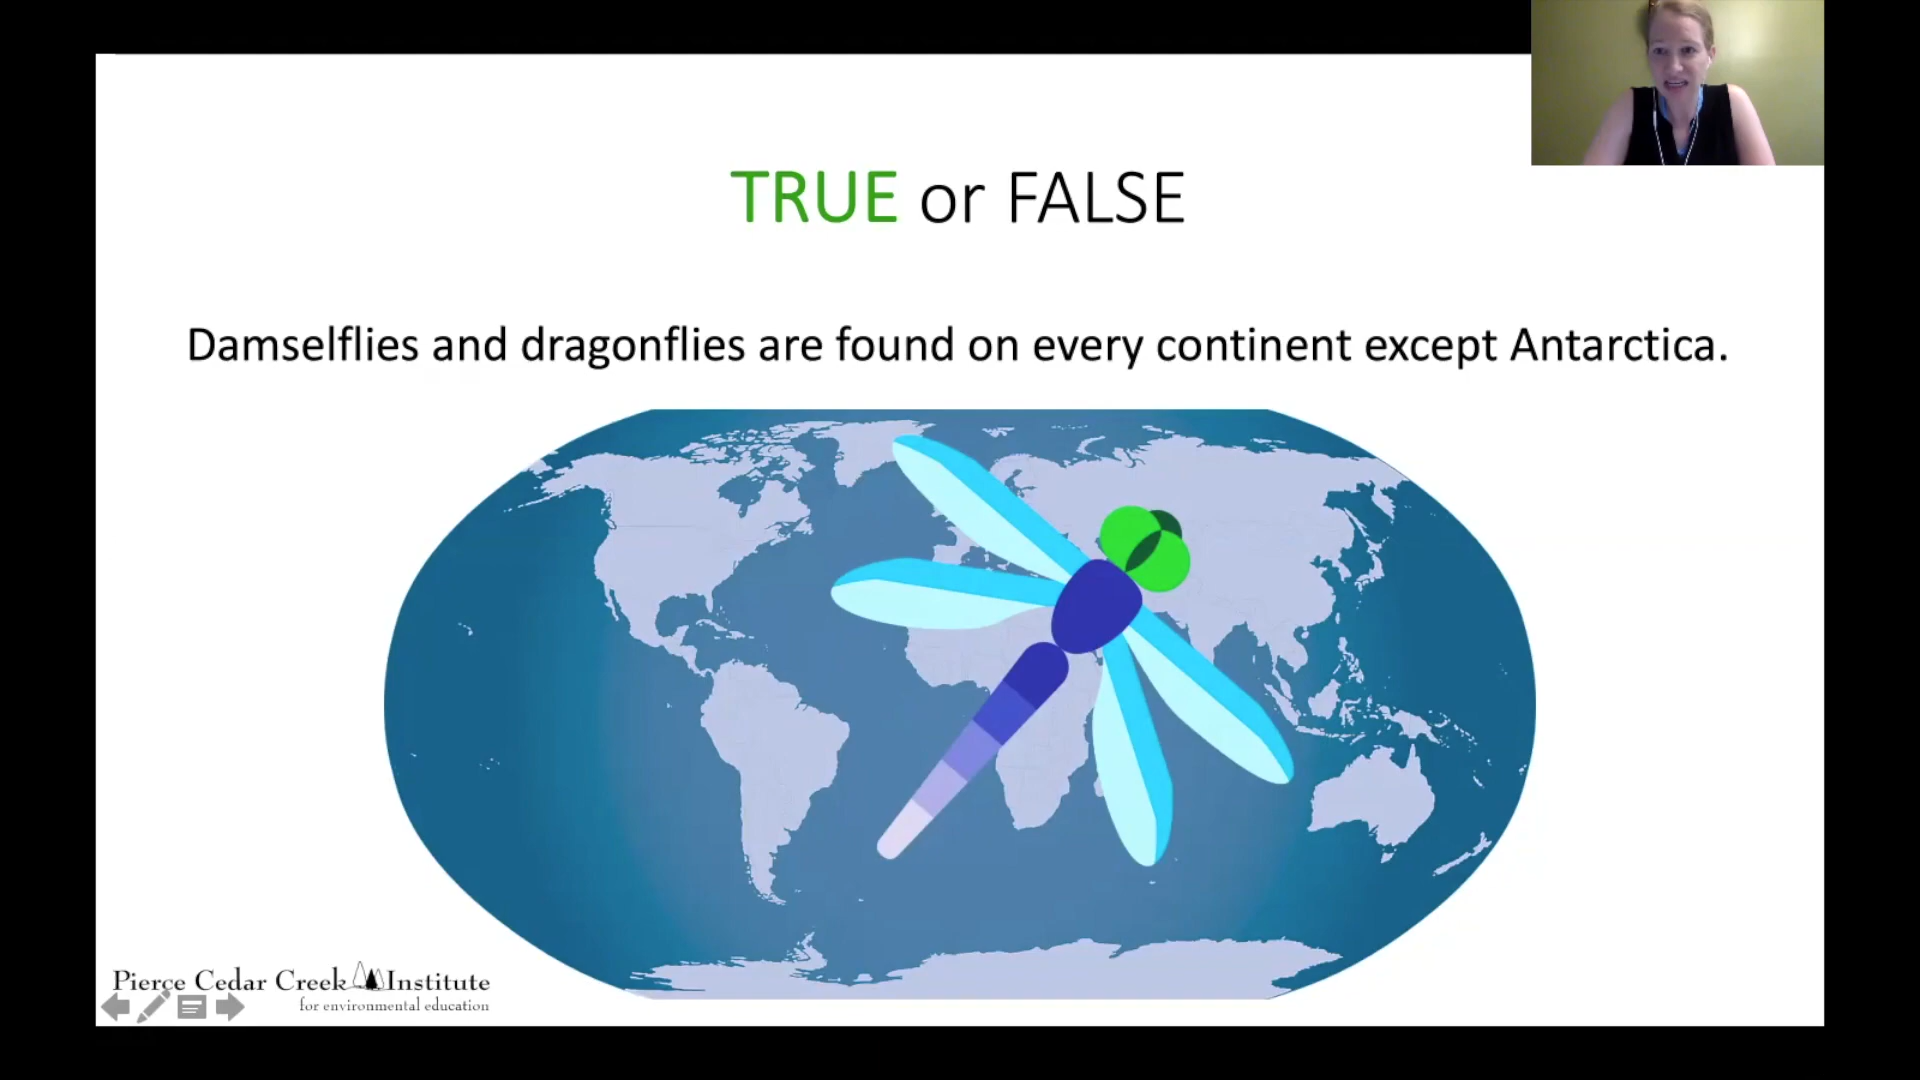 TRUE or FALSE
Damselflies and dragonflies are found on every continent except Antarctica.
Pierce Cedar Creek Institute
for environmental education